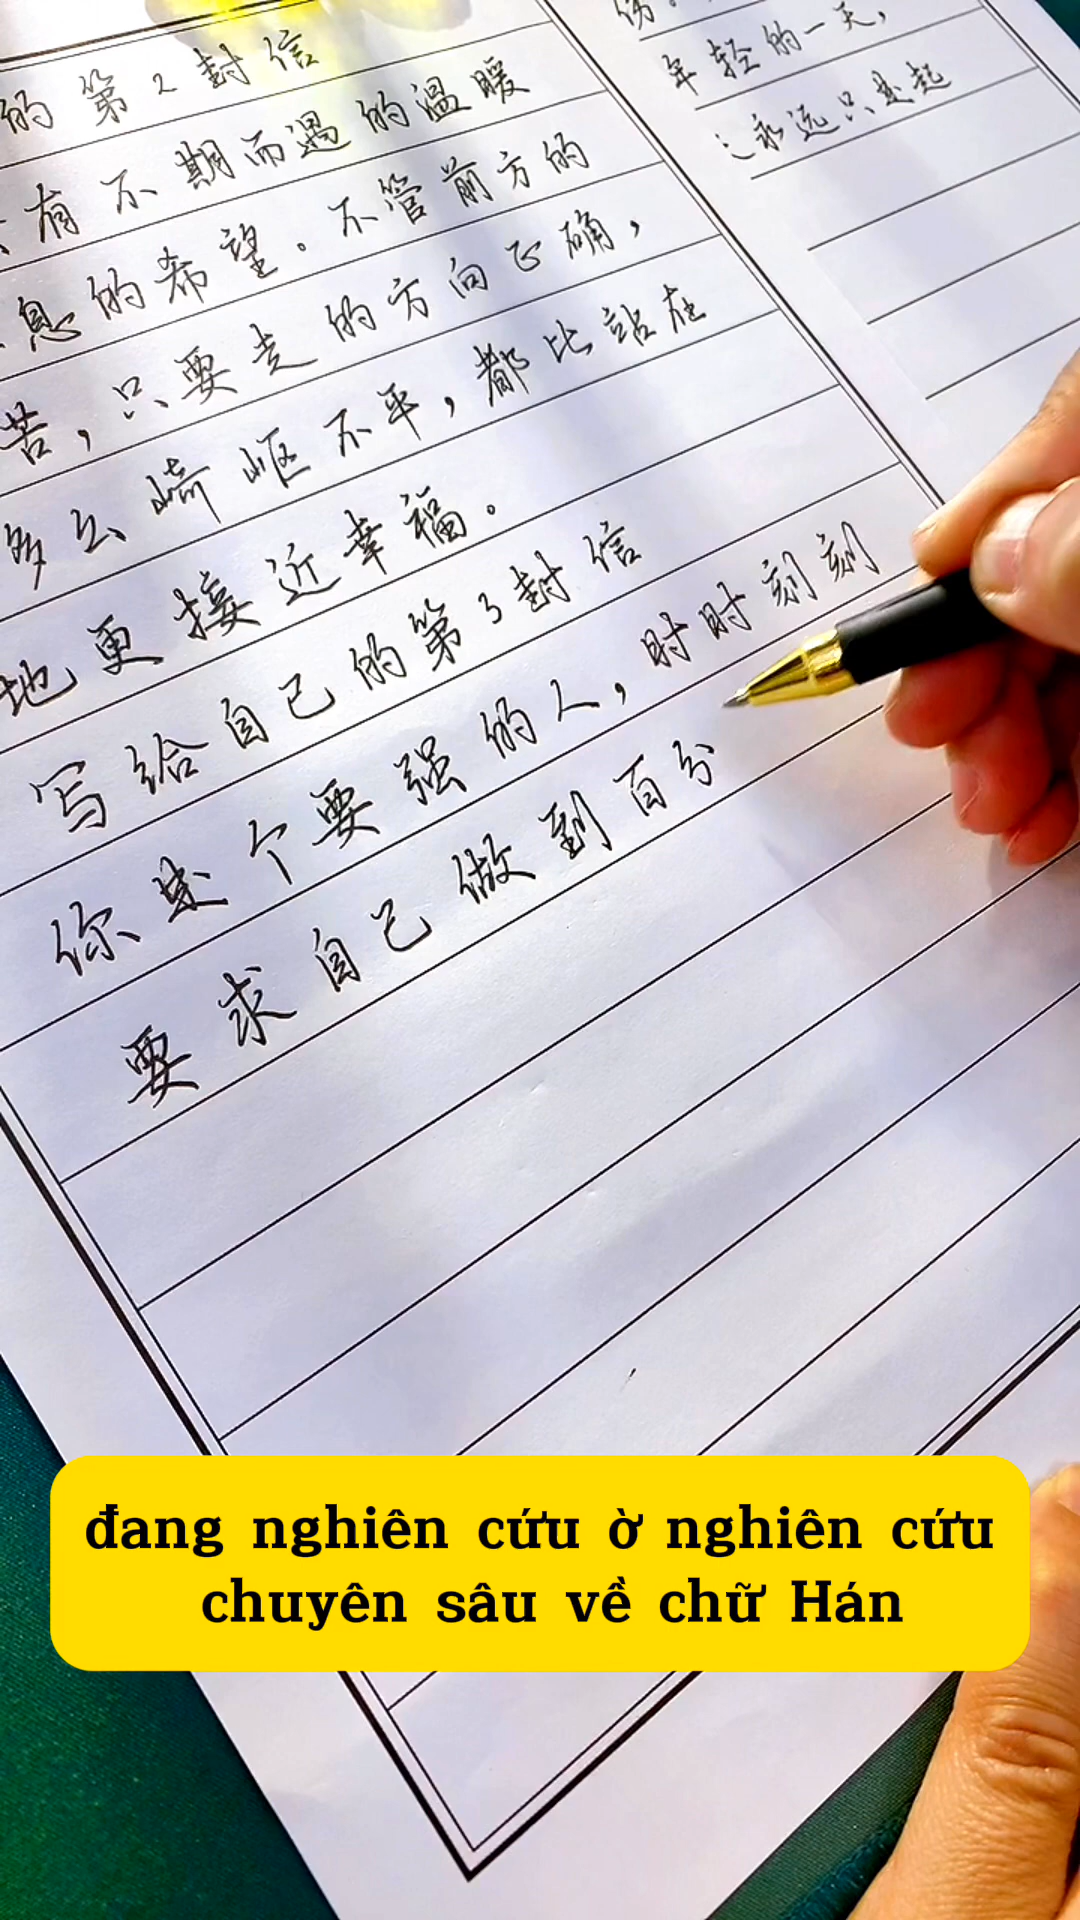 的第2封信
有不期而遇的温暖
息的希望。不管前方的
苦，只要走的方向正确，
多么崎岖不平，都比站在
地更接近幸福。
写给自己的第3封信
你是个要强的人，时时刻刻
要求自己做到百分
伤。
年轻的一天，
永远只是起
đang nghiên cứu ờ nghiên cứu
chuyên sâu về chữ Hán